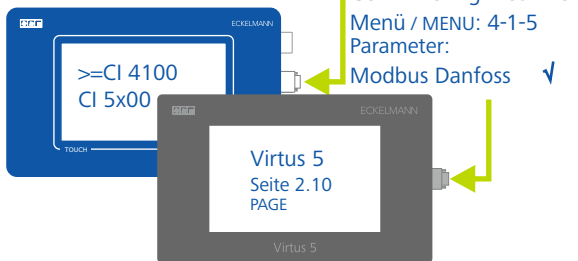 ECKELMANN
>=CI 4100
CI 5x00
TOUCH
Menü / MENU: 4-1-5
Parameter:
Modbus Danfoss √
ECKELMANN
Virtus 5
Seite 2.10
PAGE
Virtus 5